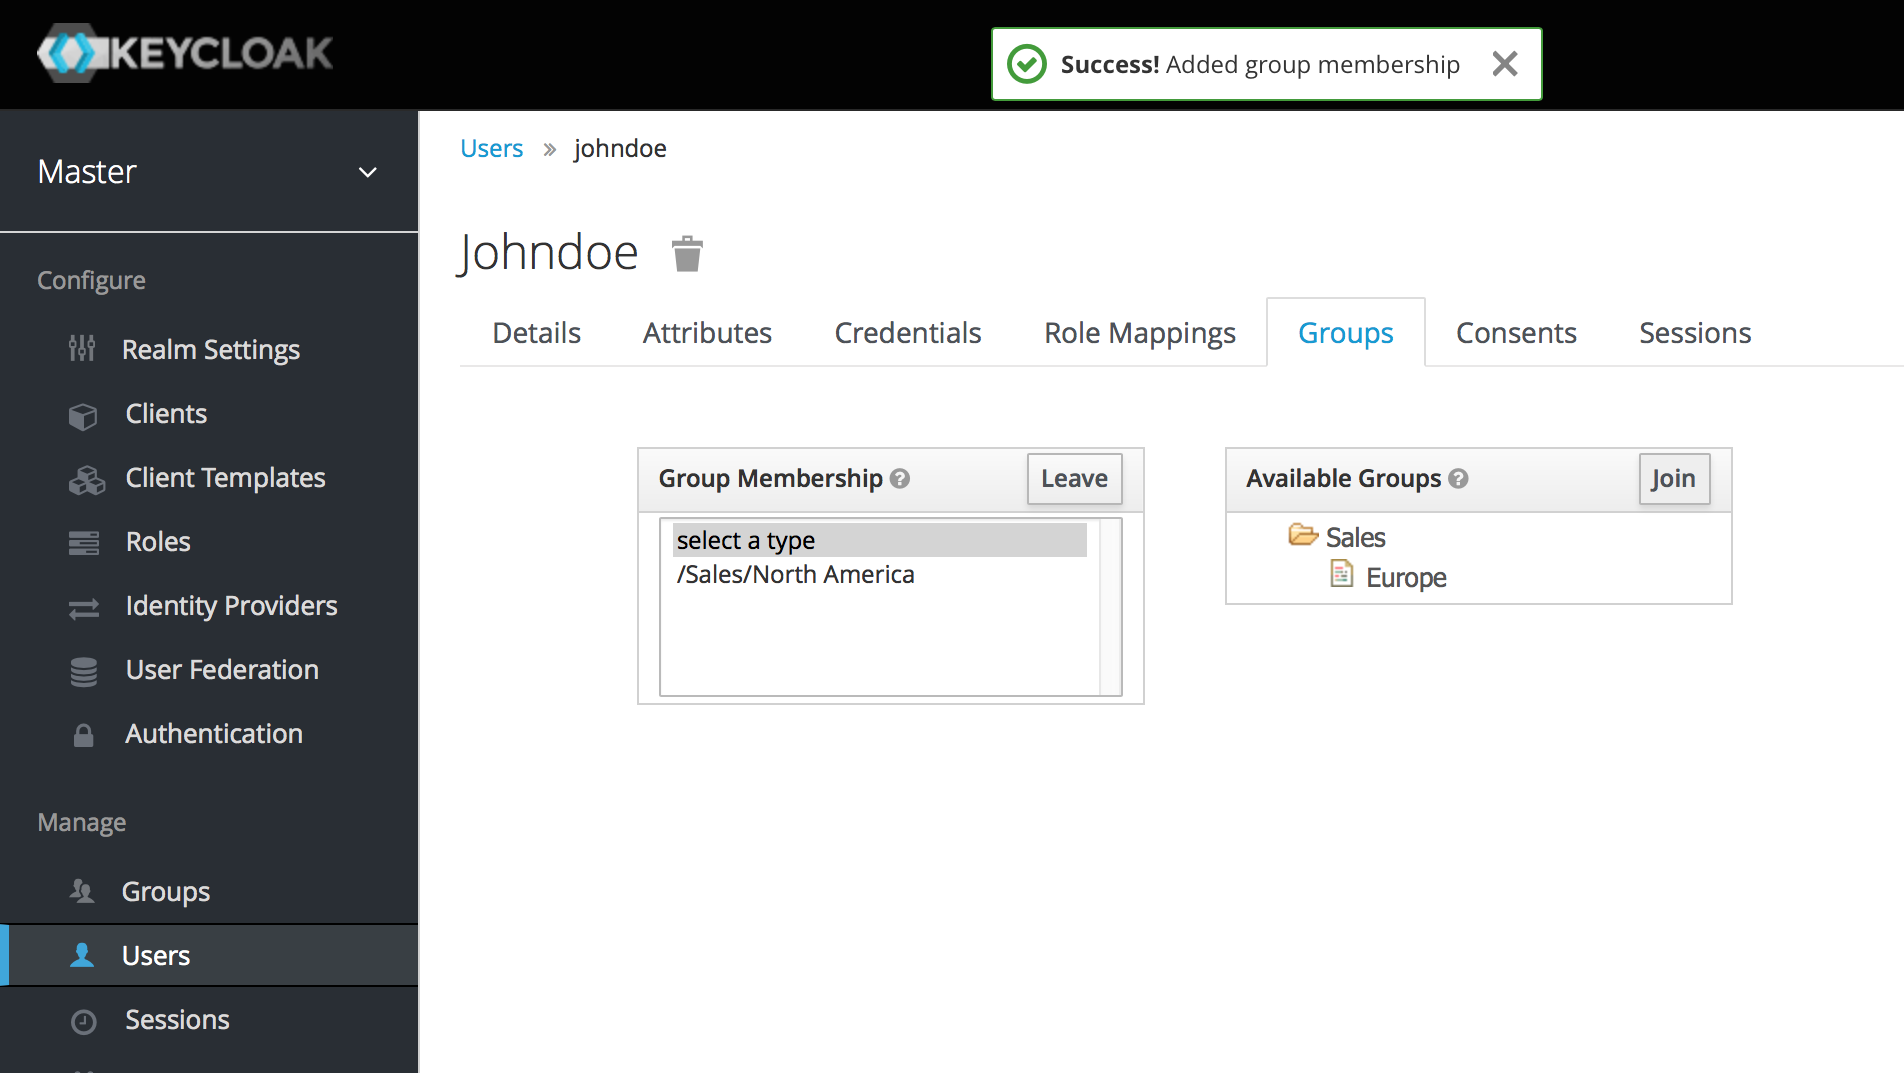 KEYCLOAK
Success! Added group membership
Master
Users » johndoe
Johndoe
Configure
Realm Settings
Clients
Client Templates
Roles
Identity Providers
User Federation
Authentication
Manage
Groups
Users
Sessions
Details Attributes Credentials Role Mappings Groups Consents Sessions
Group Membership Leave
select a type
/Sales/North America
Available Groups Join
Sales
Europe